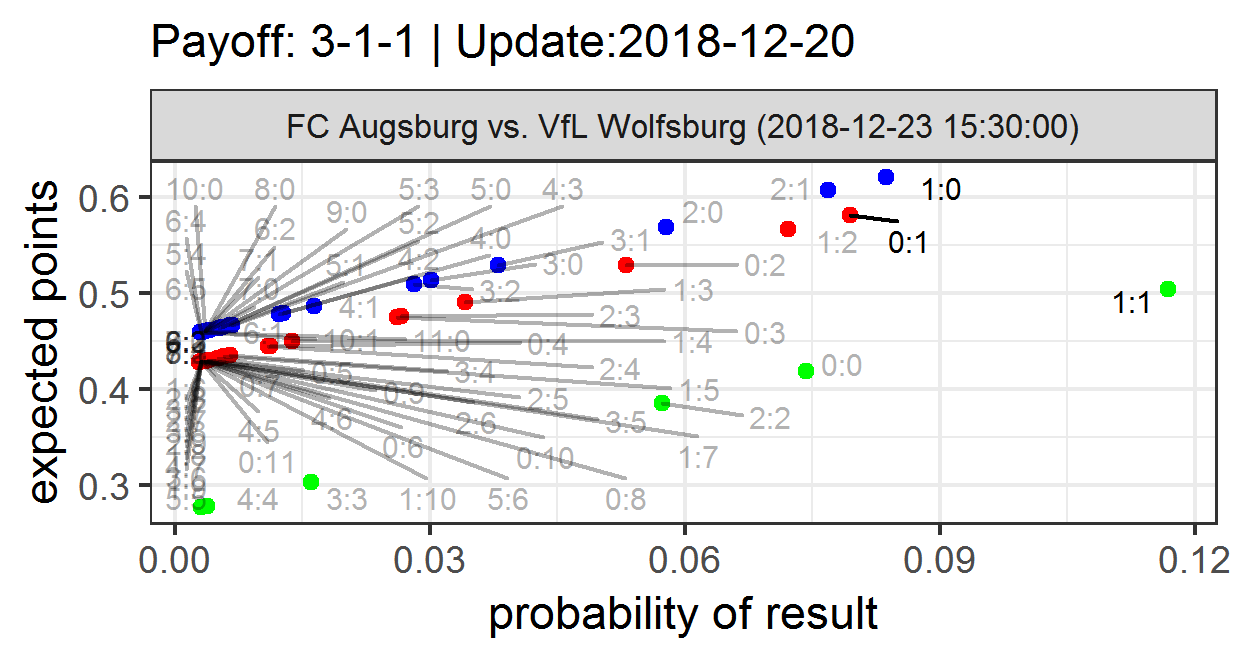 Payoff: 3-1-1 | Update:2018-12-20
FC Augsburg vs. VfL Wolfsburg (2018-12-23 15:30:00)
expected points
0.6
0.5
0.4
0.3
10:0 8:0 5:3 5:0 4:3 2:1 1:0
6:4 9:0 5:2 2:0
6:2 4:0 3:1 1:2 0:1
5:4 7:1 5:1 4:2 3:0 0:2
6:5 7:0 3:2 1:3 1:1
4:1 2:3
6:1 10:1 11:0 0:4 1:4 0:3
0:5 3:4 2:4 0:0
0:7 0:9 2:5 1:5
4:5 4:6 2:6 3:5 2:2
0:11 0:6 0:10 1:7
5:5 4:4 3:3 1:10 5:6 0:8
0.00 0.03 0.06 0.09 0.12
probability of result